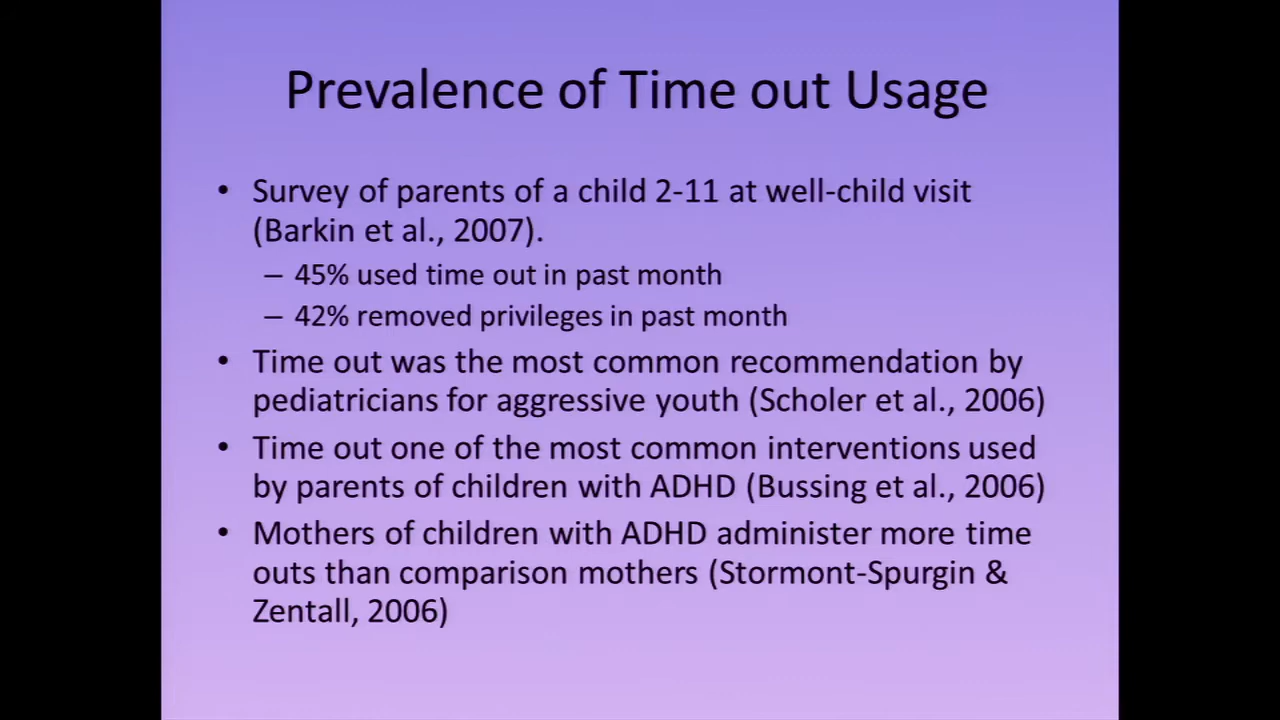 Prevalence of Time out Usage
• Survey of parents of a child 2-11 at well-child visit
(Barkin et al., 2007).
– 45% used time out in past month
– 42% removed privileges in past month
• Time out was the most common recommendation by
pediatricians for aggressive youth (Scholer et al., 2006)
• Time out one of the most common interventions used
by parents of children with ADHD (Bussing et al., 2006)
• Mothers of children with ADHD administer more time
outs than comparison mothers (Stormont-Spurgin &
Zentall, 2006)